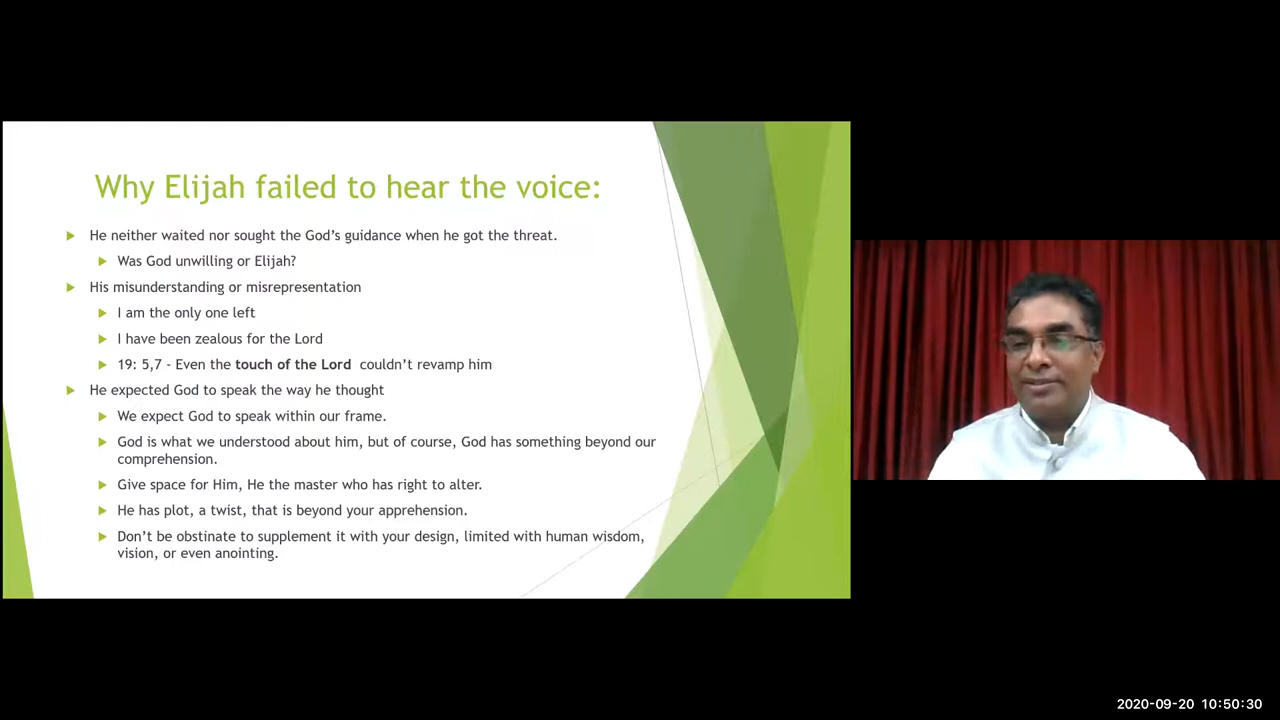 Why Elijah failed to hear the voice:
He neither waited nor sought the God's guidance when he got the threat.
Was God unwilling or Elijah?
His misunderstanding or misrepresentation
I am the only one left
I have been zealous for the Lord
19: 5,7 - Even the touch of the Lord couldn't revamp him
He expected God to speak the way he thought
We expect God to speak within our frame.
God is what we understood about him, but of course, God has something beyond our
comprehension.
Give space for Him, He the master who has right to alter.
He has plot, a twist, that is beyond your apprehension.
Don't be obstinate to supplement it with your design, limited with human wisdom,
vision, or even anointing.
2020-09-20 10:50:30